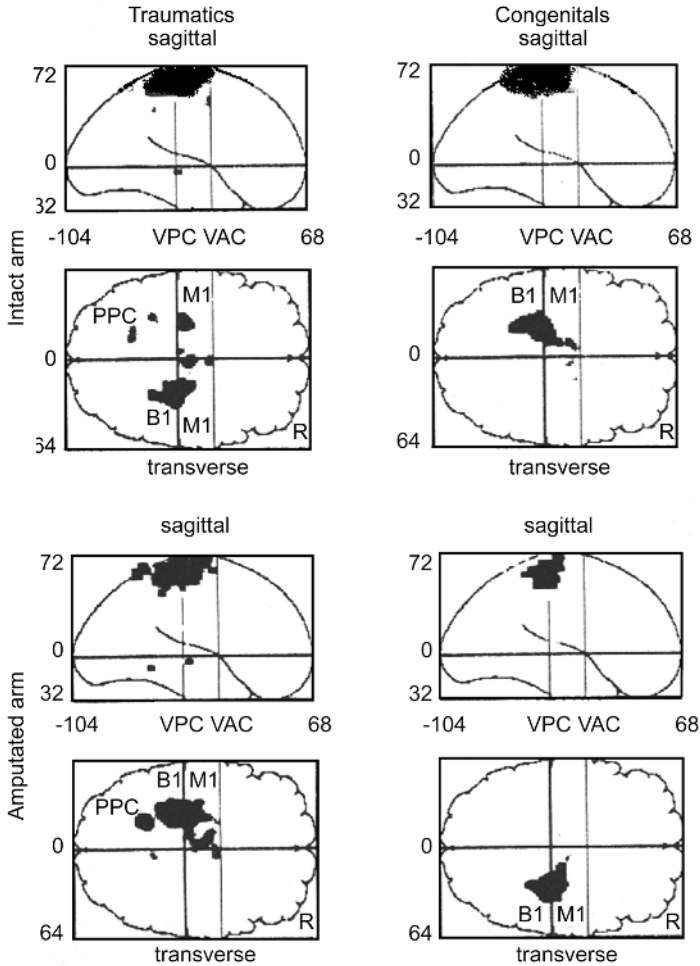 Traumatics
sagittal
Congenitals
sagittal
72
0
32
-104 VPC VAC 68
72
0
32
-104 VPC VAC 68
Intact arm
M1
PPC
0
B1 M1
34
R
transverse
B1 M1
0
64
R
transverse
sagittal
sagittal
72
0
32
-104 VPC VAC 68
72
0
32
-104 VPC VAC 68
Amputated arm
B1 M1
PPC
0
64
R
transverse
0
B1 M1
64
R
transverse